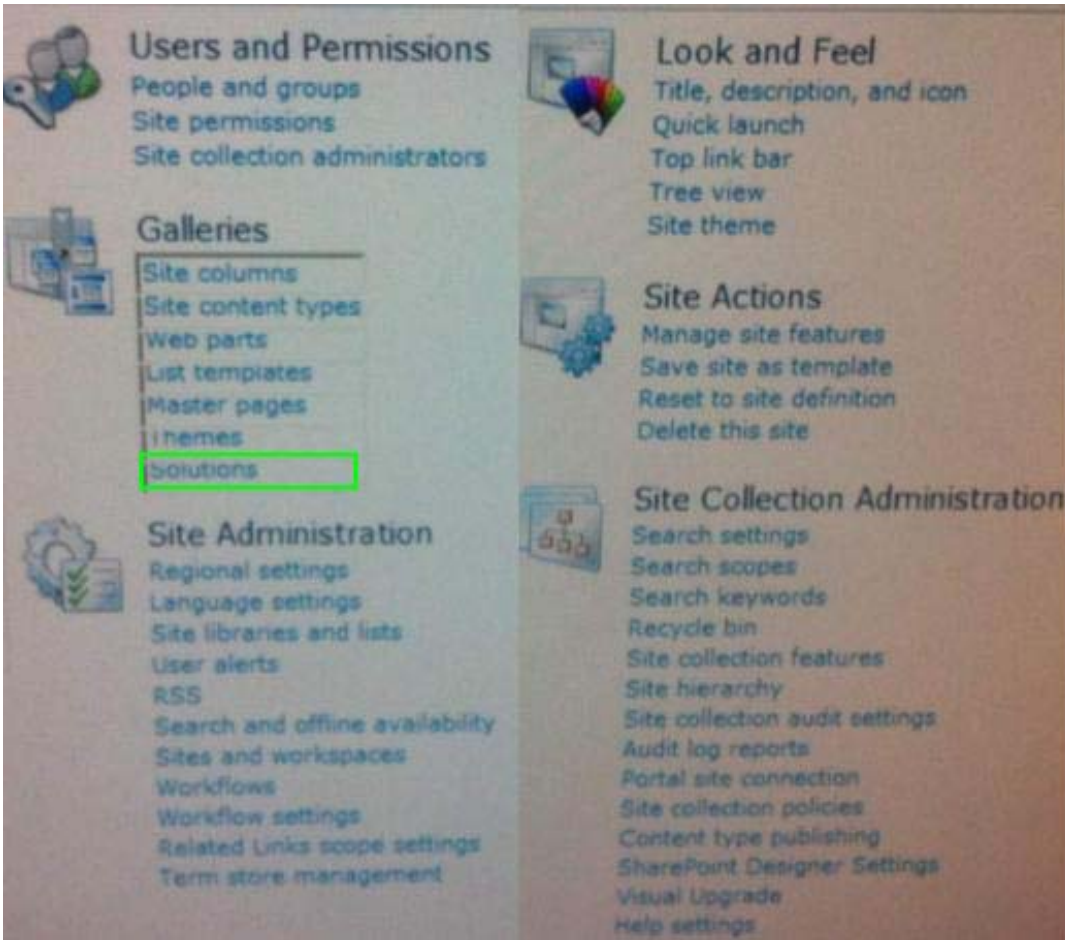 Users and Permissions
People and groups
Site permissions
Site collection administrators
Galleries
Site columns
Site content types
Web parts
List templates
Master pages
Themes
Solutions
Site Administration
Regional settings
Language settings
Site libraries and lists
User alerts
RSS
Search and offline availability
Sites and workspaces
Workflows
Workflow settings
Related Links scope settings
Term store management
Look and Feel
Title, description, and icon
Quick launch
Top link bar
Tree view
Site theme
Site Actions
Manage site features
Save site as template
Reset to site definition
Delete this site
Site Collection Administration
Search settings
Search scopes
Search keywords
Recycle bin
Site collection features
Site hierarchy
Site collection audit settings
Audit log reports
Portal site connection
Site collection policies
Content type publishing
SharePoint Designer Settings
Visual Upgrade
Help settings